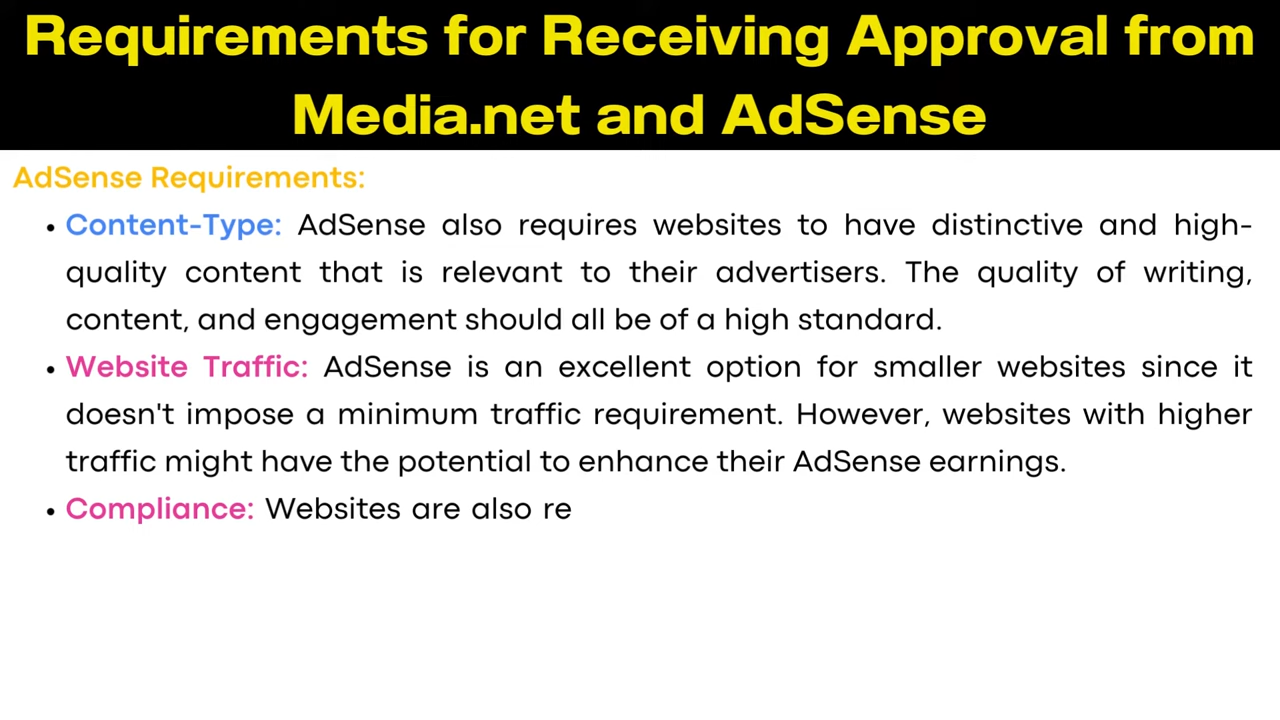 Requirements for Receiving Approval from
Media.net and AdSense
AdSense Requirements:
• Content-Type: AdSense also requires websites to have distinctive and high-
quality content that is relevant to their advertisers. The quality of writing,
content, and engagement should all be of a high standard.
• Website Traffic: AdSense is an excellent option for smaller websites since it
doesn't impose a minimum traffic requirement. However, websites with higher
traffic might have the potential to enhance their AdSense earnings.
• Compliance: Websites are also re